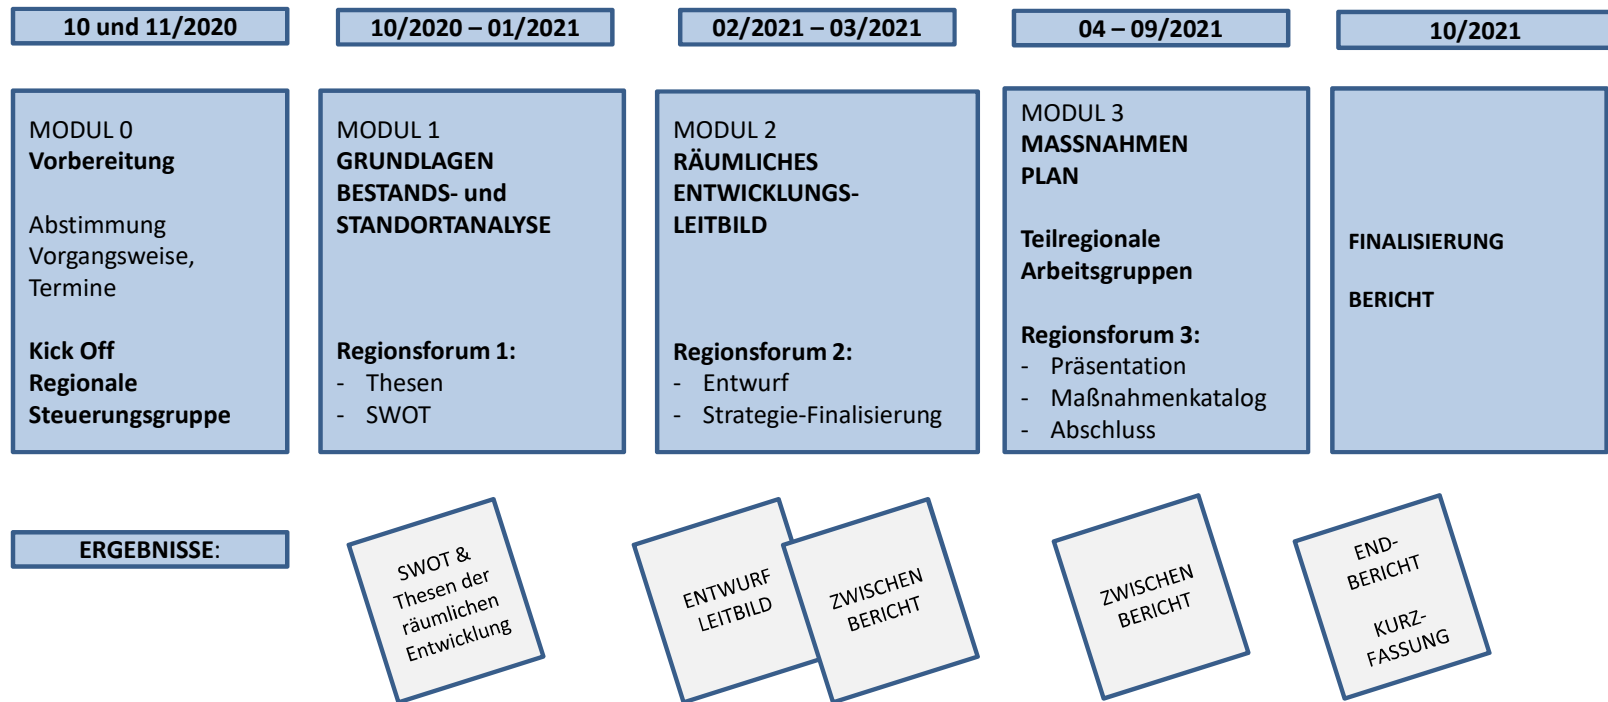 10 und 11/2020
10/2020 – 01/2021
02/2021 – 03/2021
04 – 09/2021
10/2021
MODUL 0
Vorbereitung
Abstimmung
Vorgangsweise,
Termine
Kick Off
Regionale
Steuerungsgruppe
MODUL 1
GRUNDLAGEN
BESTANDS- und
STANDORTANALYSE
Regionsforum 1:
- Thesen
- SWOT
MODUL 2
RÄUMLICHES
ENTWICKLUNGS-
LEITBILD
Regionsforum 2:
- Entwurf
- Strategie-Finalisierung
MODUL 3
MASSNAHMEN
PLAN
Teilregionale
Arbeitsgruppen
Regionsforum 3:
- Präsentation
- Maßnahmenkatalog
- Abschluss
FINALISIERUNG
BERICHT
ERGEBNISSE:
SWOT &
Thesen der
räumlichen
Entwicklung
ENTWURF
LEITBILD
ZWISCHEN
BERICHT
ZWISCHEN
BERICHT
END-
BERICHT
KURZ-
FASSUNG